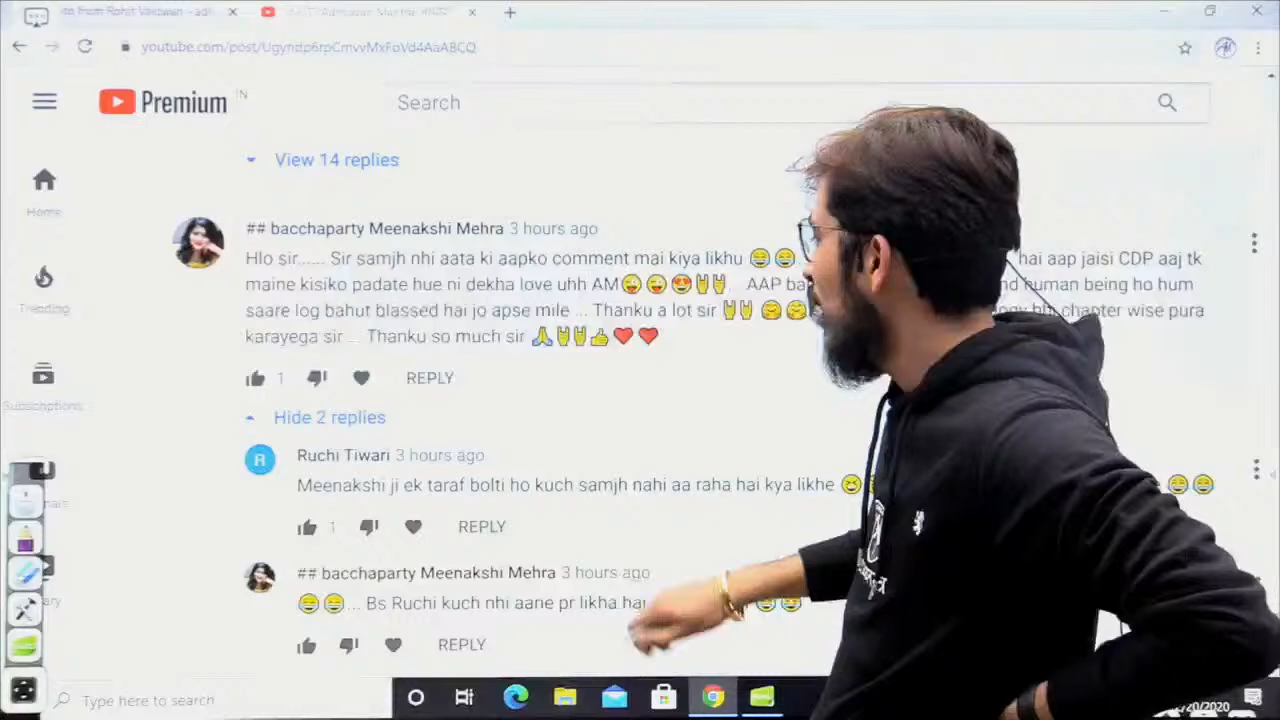 youtube.com/post/UgyndpbrpCmvvMxFoVd4AaABCQ
Premium IN
Search
View 14 replies
Home
## bacchaparty Meenakshi Mehra 3 hours ago
Hlo sir...... Sir samjh nhi aata ki aapko comment mai kiya likhu 😂😂 hai aap jaisi CDP aaj tk
maine kisiko padate hue ni dekha love uhh AM😜😜😍🤘🤘 AAP human being ho hum
saare log bahut blassed hai jo apse mile ... Thanku a lot sir 🤘🤘🤗🤗 chapter wise pura
karayega sir ... Thanku so much sir 🙏🤘🤘👍❤️❤️
Trending
1 REPLY
Subscriptions
Hide 2 replies
Ruchi Tiwari 3 hours ago
Meenakshi ji ek taraf bolti ho kuch samjh nahi aa raha hai kya likhe 😆 😂😂
1 REPLY
## bacchaparty Meenakshi Mehra 3 hours ago
😂😂... Bs Ruchi kuch nhi aane pr likha hai 😂😂
REPLY
Type here to search